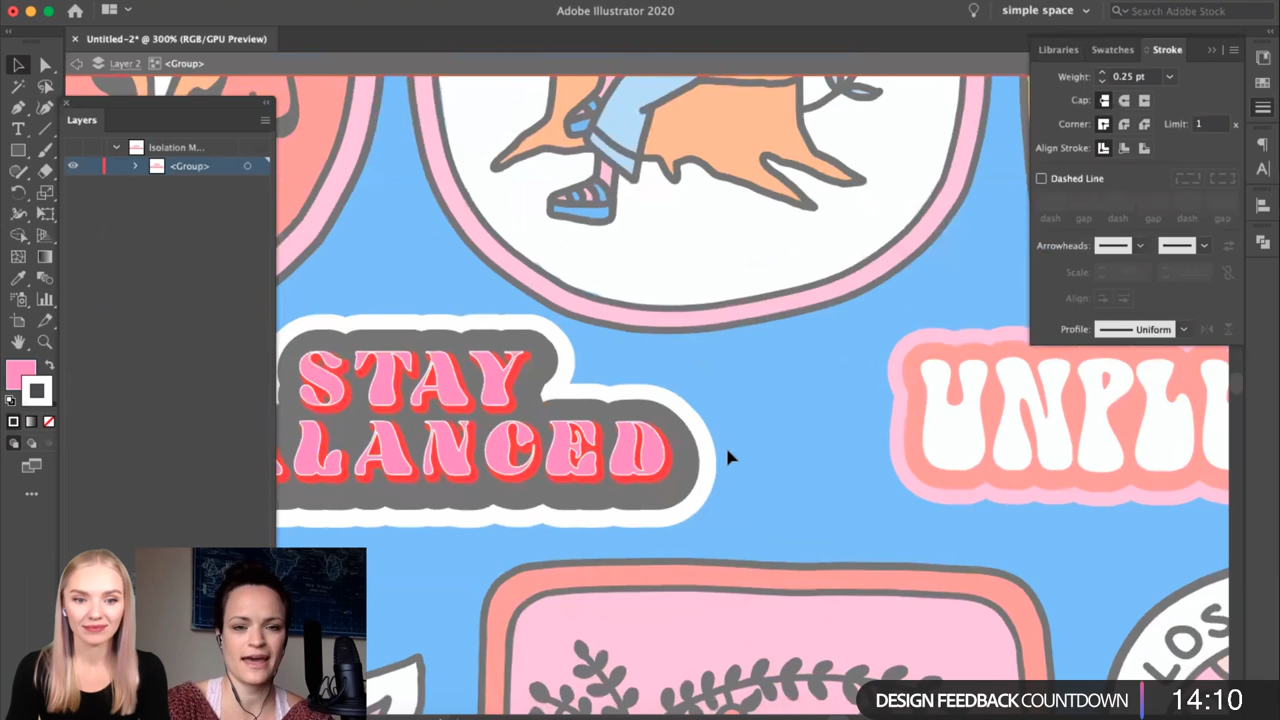 Adobe Illustrator 2020
simple space
Search Adobe Stock
Untitled-2* @ 300% (RGB/GPU Preview)
Layer 2 <Group>
Libraries Swatches Stroke
Weight: 0.25 pt
Cap:
Corner: Limit: 1 x
Align Stroke:
Dashed Line
dash gap dash gap dash gap
Arrowheads:
Scale:
Align:
Profile: Uniform
Layers
Isolation M...
<Group>
STAY
LANCED
UNPL
LOS
DESIGN FEEDBACK COUNTDOWN 14:10